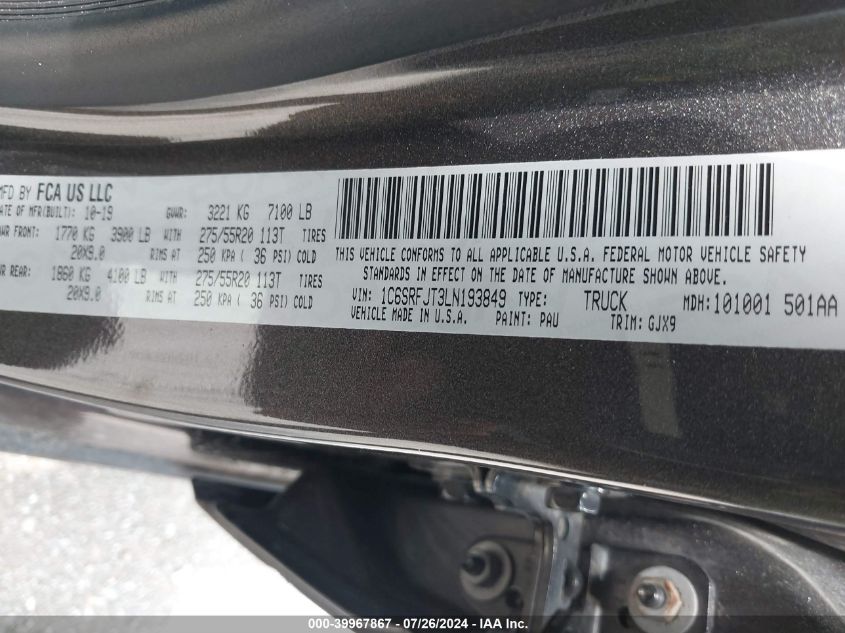 MFD BY FCA US LLC
DATE OF MFR(BUILT): 10-19 GVWR: 3221 KG 7100 LB
WR FRONT: 1770 KG 3900 LB WITH 275/55R20 113T TIRES
20X9.0 RIMS AT 250 KPA ( 36 PSI) COLD
WR REAR: 1860 KG 4100 LB WITH 275/55R20 113T TIRES
20X9.0 RIMS AT 250 KPA ( 36 PSI) COLD
THIS VEHICLE CONFORMS TO ALL APPLICABLE U.S.A. FEDERAL MOTOR VEHICLE SAFETY
STANDARDS IN EFFECT ON THE DATE OF MANUFACTURE SHOWN ABOVE.
VIN: 1C6SRFJT3LN193849 TYPE: TRUCK MDH:101001 501AA
VEHICLE MADE IN U.S.A. PAINT: PAU TRIM: GJX9
000-39967867 - 07/26/2024 - IAA Inc.